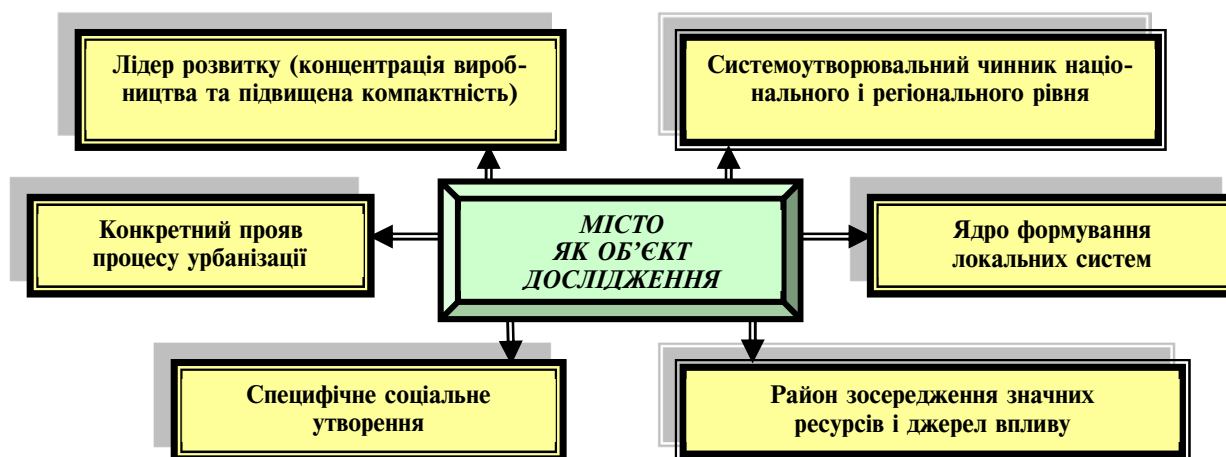 Лідер розвитку (концентрація вироб-
ництва та підвищена компактність)
Системоутворювальний чинник націо-
нального і регіонального рівня
Конкретний прояв
процесу урбанізації
МІСТО
ЯК ОБ’ЄКТ
ДОСЛІДЖЕННЯ
Ядро формування
локальних систем
Специфічне соціальне
утворення
Район зосередження значних
ресурсів і джерел впливу